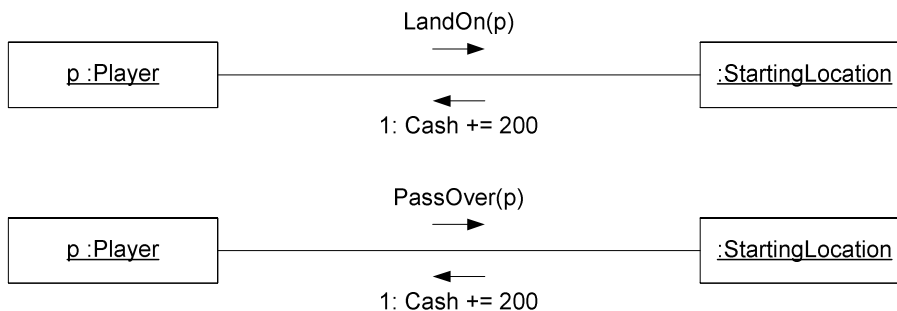 LandOn(p)
p :Player
:StartingLocation
1: Cash += 200
PassOver(p)
p :Player
:StartingLocation
1: Cash += 200